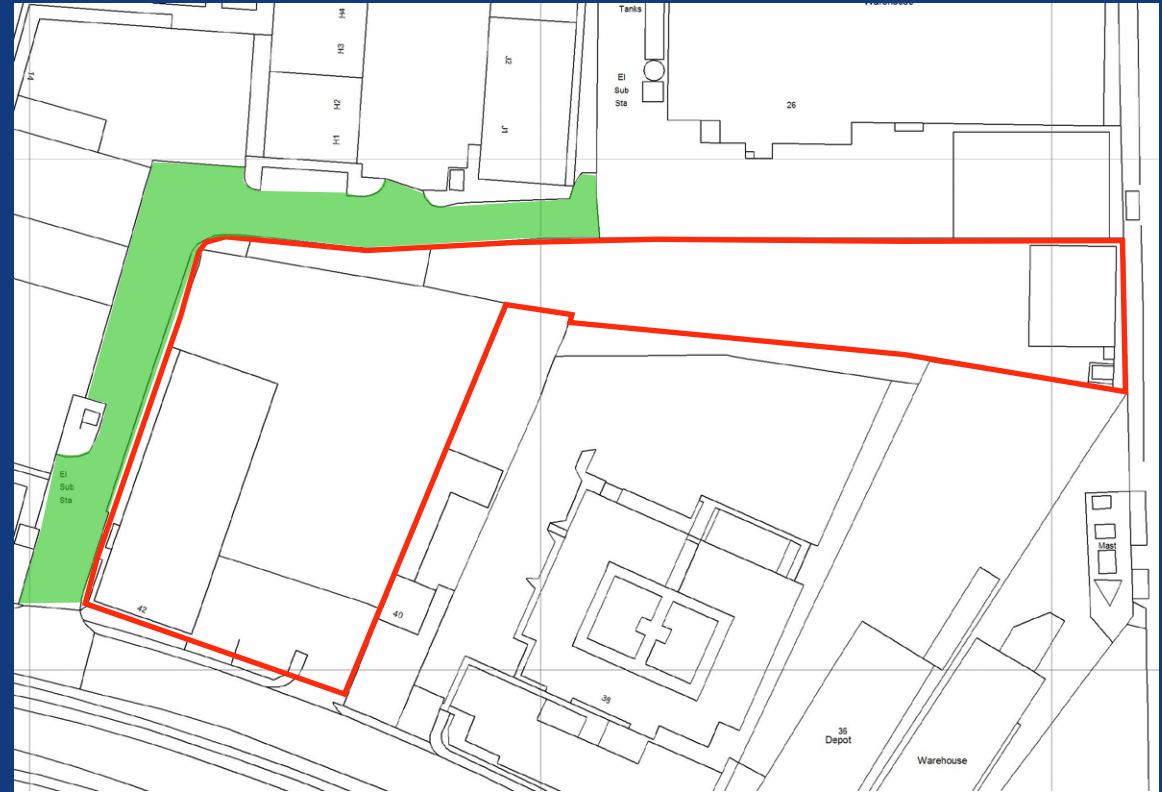 Warehouse
Tanks
H4
H3
H2
H1
J2
J1
14
El
Sub
Sta
26
El
Sub
Sta
42
40
38
Mast
36
Depot
Warehouse